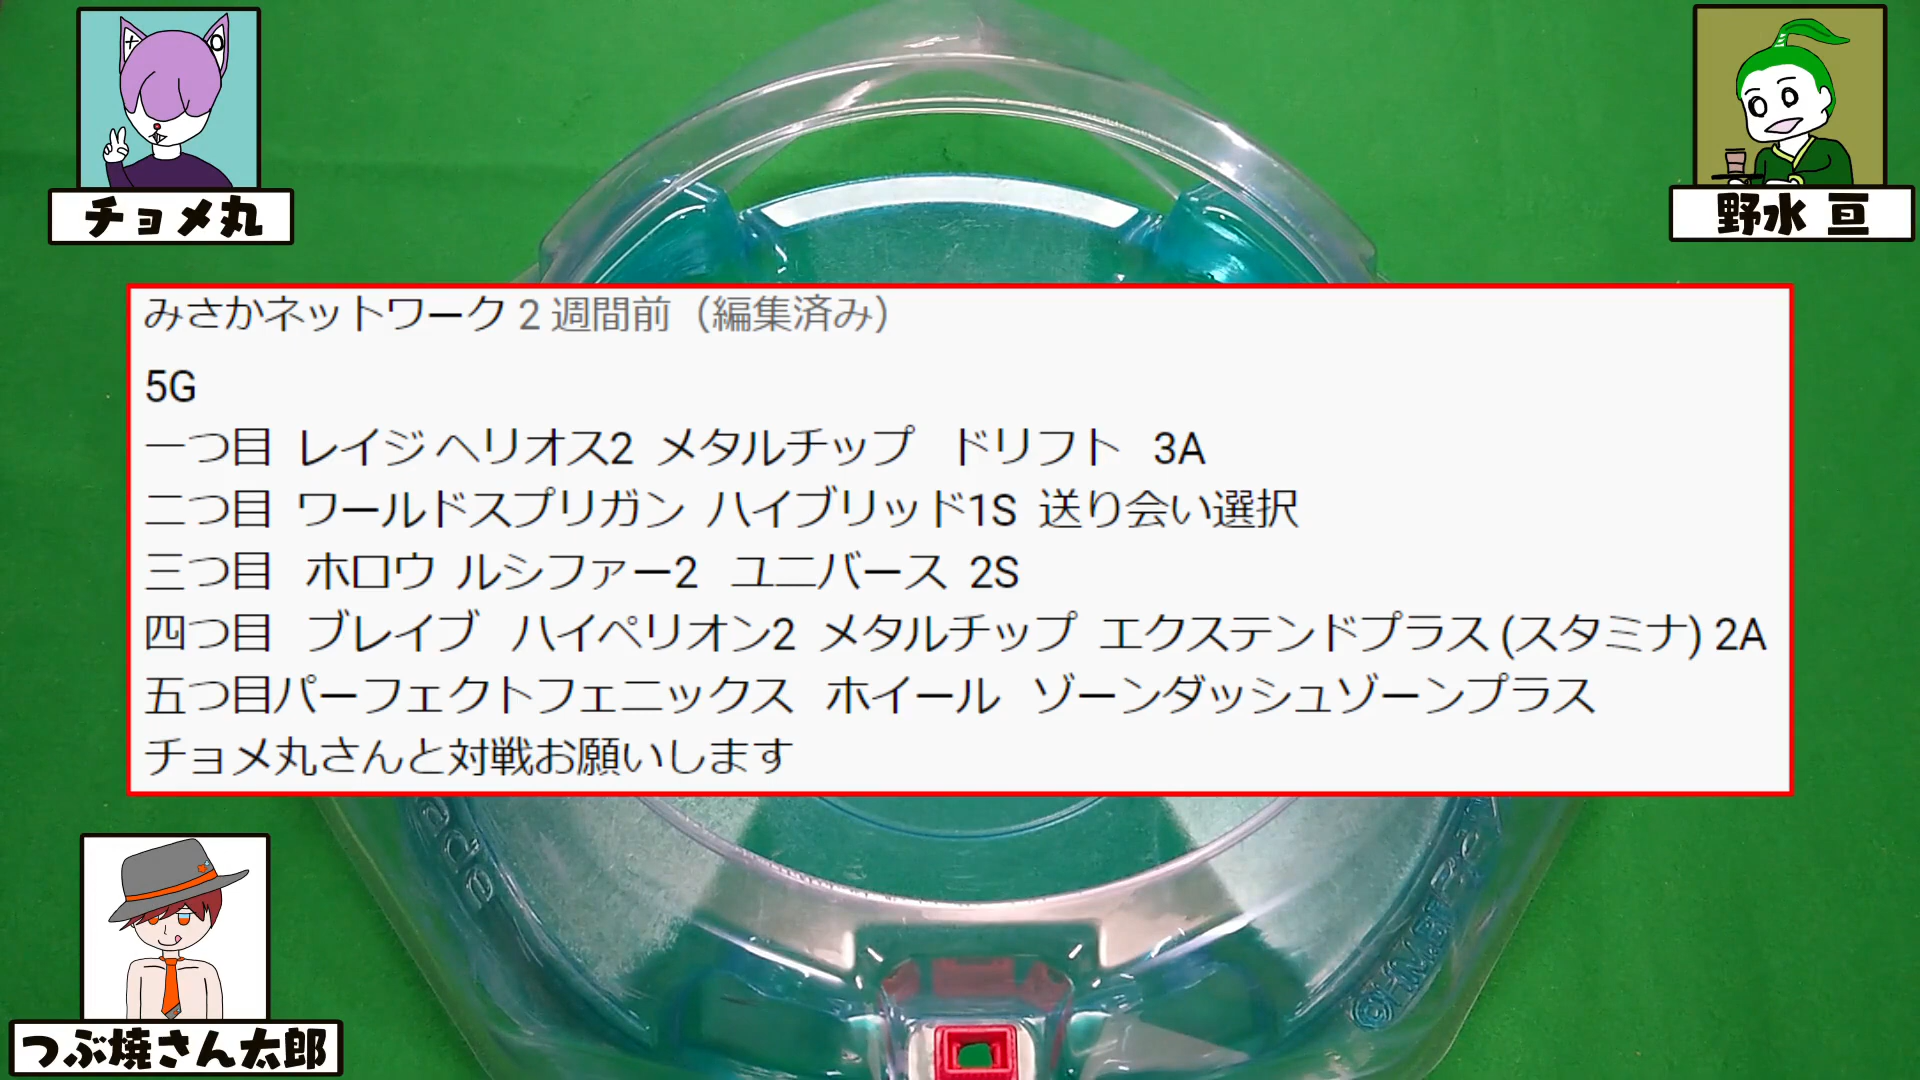 チョメ丸
野水 亘
みさかネットワーク 2 週間前（編集済み）
5G
一つ目 レイジ ヘリオス2 メタルチップ ドリフト 3A
二つ目 ワールドスプリガン ハイブリッド1S 送り会い選択
三つ目 ホロウ ルシファー2 ユニバース 2S
四つ目 ブレイブ ハイペリオン2 メタルチップ エクステンドプラス (スタミナ) 2A
五つ目パーフェクトフェニックス ホイール ゾーンダッシュゾーンプラス
チョメ丸さんと対戦お願いします
つぶ焼さん太郎